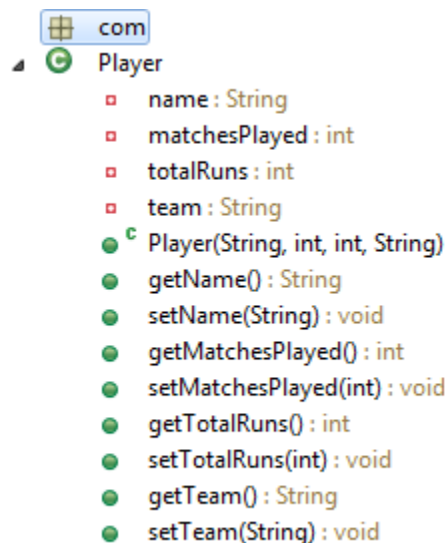 com
C Player
name : String
matchesPlayed : int
totalRuns : int
team : String
c Player(String, int, int, String)
getName() : String
setName(String) : void
getMatchesPlayed() : int
setMatchesPlayed(int) : void
getTotalRuns() : int
setTotalRuns(int) : void
getTeam() : String
setTeam(String) : void